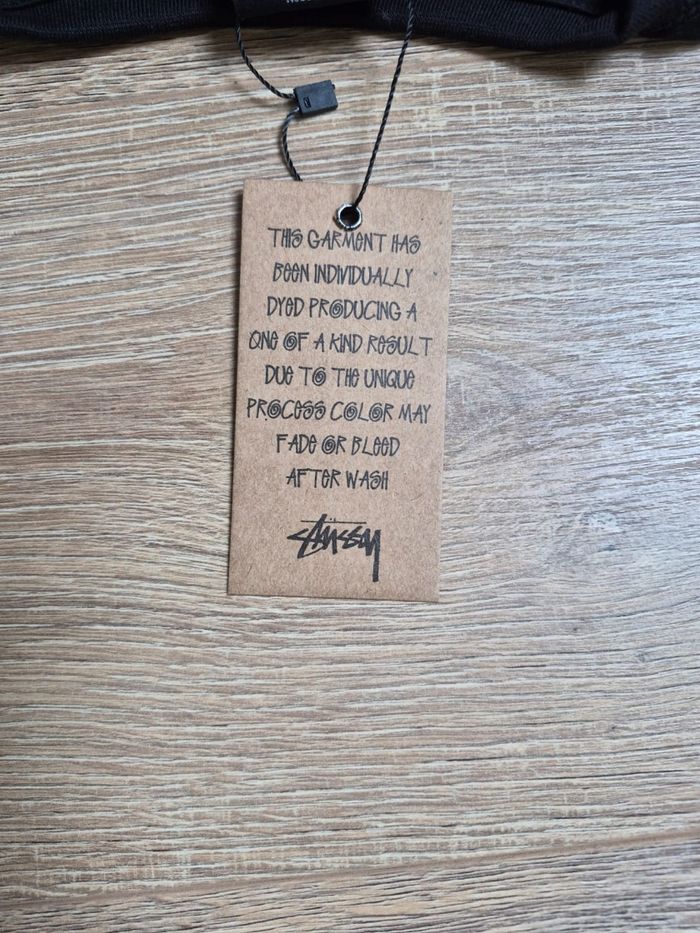 THIS GARMENT HAS
BEEN INDIVIDUALLY
DYED PRODUCING A
ONE OF A KIND RESULT
DUE TO THE UNIQUE
PROCESS COLOR MAY
FADE OR BLEED
AFTER WASH
STÜSSY